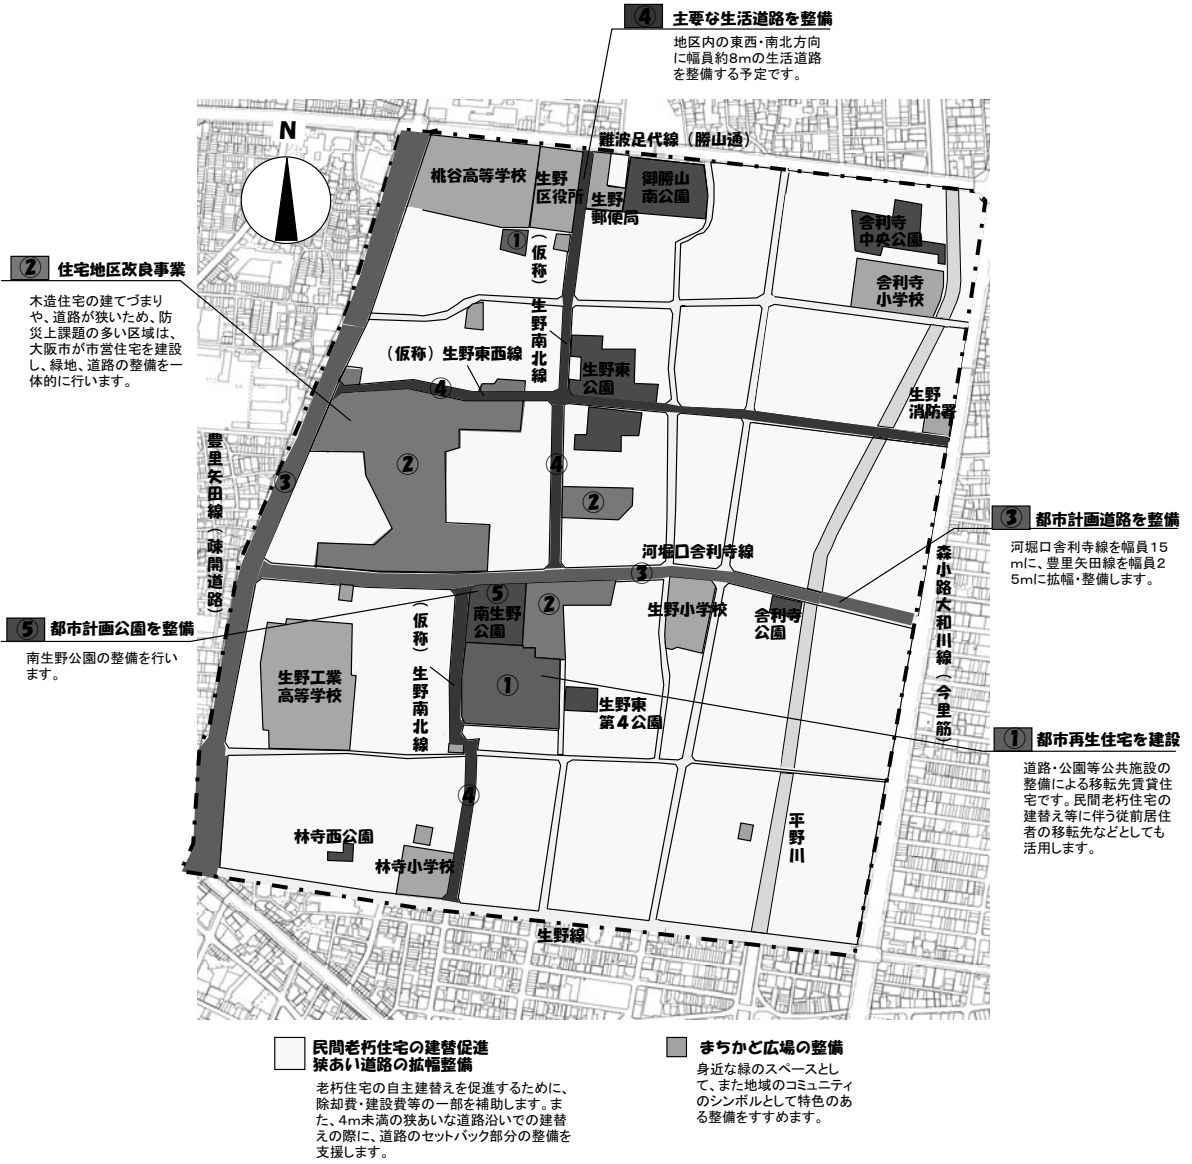 ④ 主要な生活道路を整備
地区内の東西・南北方向
に幅員約8mの生活道路
を整備する予定です。
N
難波足代線（勝山通）
桃谷高等学校
生野
区役所
生野
郵便局
御勝山
南公園
舎利寺
中央公園
舎利寺
小学校
①
（仮称）生野南北線
② 住宅地区改良事業
木造住宅の建てづまり
や、道路が狭いため、防
災上課題の多い区域は、
大阪市が市営住宅を建設
し、緑地、道路の整備を一
体的に行います。
（仮称）生野東西線
④
生野東
公園
生野
消防署
豊里矢田線（疎開道路）
③
②
④
②
③ 都市計画道路を整備
河堀口舎利寺線を幅員15
mに、豊里矢田線を幅員2
5mに拡幅・整備します。
河堀口舎利寺線
③
森小路大和川線（今里筋）
⑤ 都市計画公園を整備
南生野公園の整備を行い
ます。
⑤
南生野
公園
②
生野小学校
舎利寺
公園
（仮称）生野南北線
生野工業
高等学校
①
生野東
第4公園
① 都市再生住宅を建設
道路・公園等公共施設の
整備による移転先賃貸住
宅です。民間老朽住宅の
建替え等に伴う従前居住
者の移転先などとしても
活用します。
④
平野川
林寺西公園
林寺小学校
生野線
民間老朽住宅の建替促進
狭あい道路の拡幅整備
老朽住宅の自主建替えを促進するために、
除却費・建設費等の一部を補助します。ま
た、4m未満の狭あいな道路沿いでの建替
えの際に、道路のセットバック部分の整備を
支援します。
まちかど広場の整備
身近な緑のスペースとし
て、また地域のコミュニティ
のシンボルとして特色のあ
る整備をすすめます。